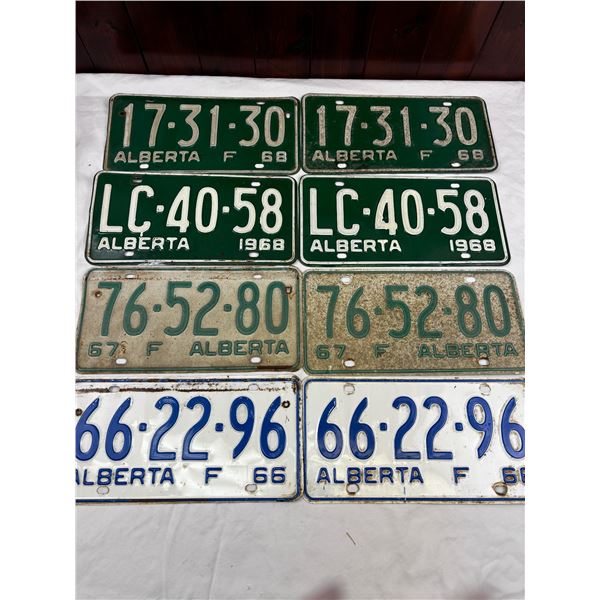 17·31·30
ALBERTA F 68
17·31·30
ALBERTA F 68
LC·40·58
ALBERTA 1968
LC·40·58
ALBERTA 1968
76·52·80
67 F ALBERTA
76·52·80
67 F ALBERTA
66·22·96
ALBERTA F 66
66·22·96
ALBERTA F 66